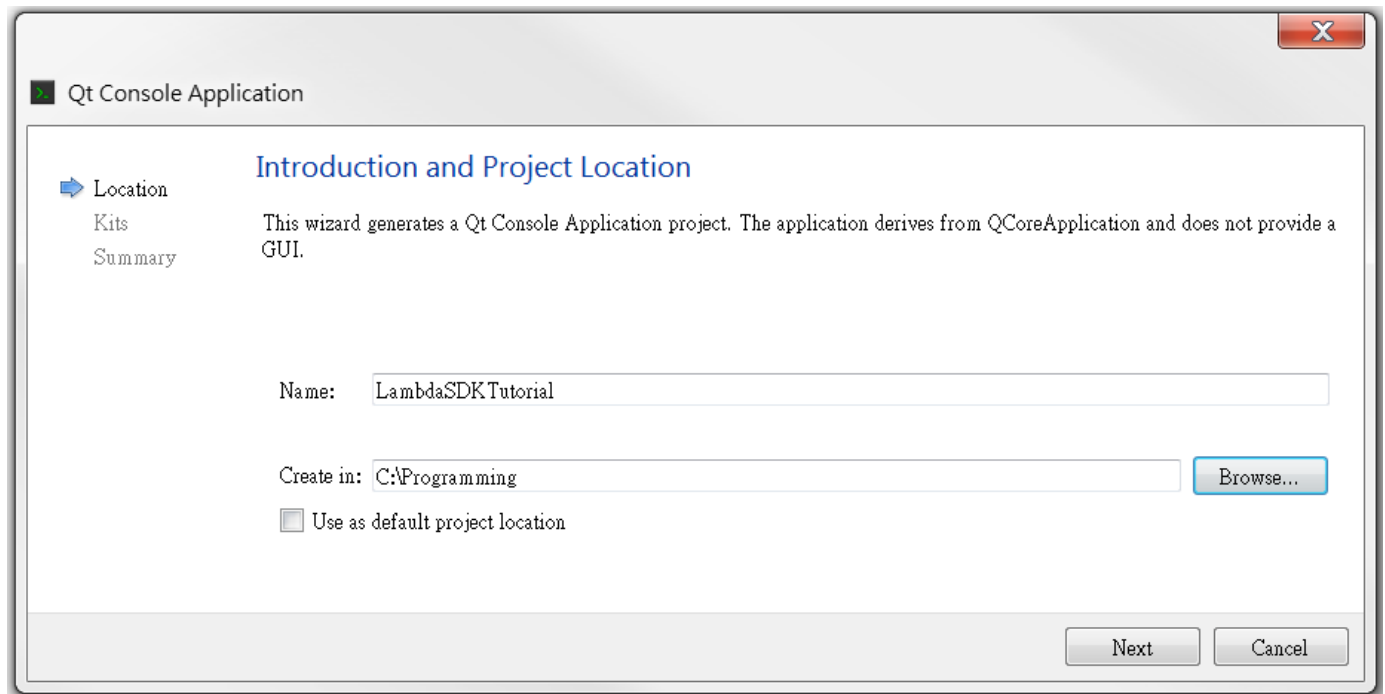 Qt Console Application
Introduction and Project Location
Location
Kits
Summary
This wizard generates a Qt Console Application project. The application derives from QCoreApplication and does not provide a
GUI.
Name: LambdaSDKTutorial
Create in: C:\Programming Browse...
Use as default project location
Next Cancel